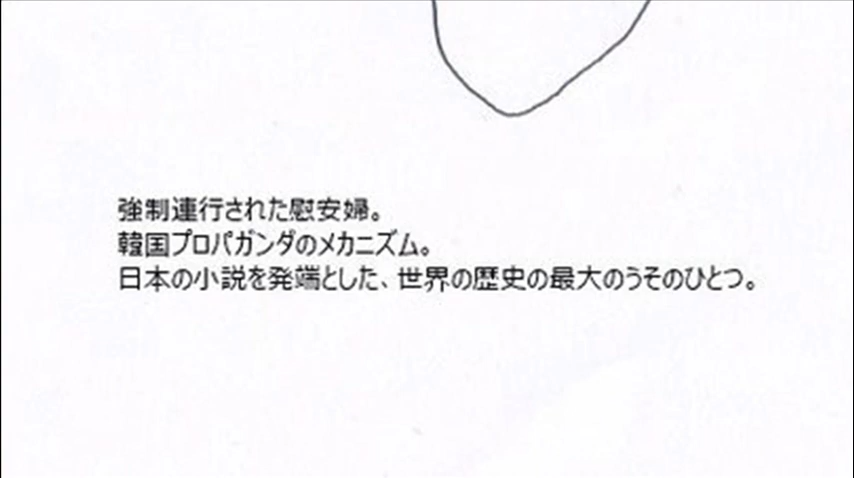 強制連行された慰安婦。
韓国プロパガンダのメカニズム。
日本の小説を発端とした、世界の歴史の最大のうそのひとつ。